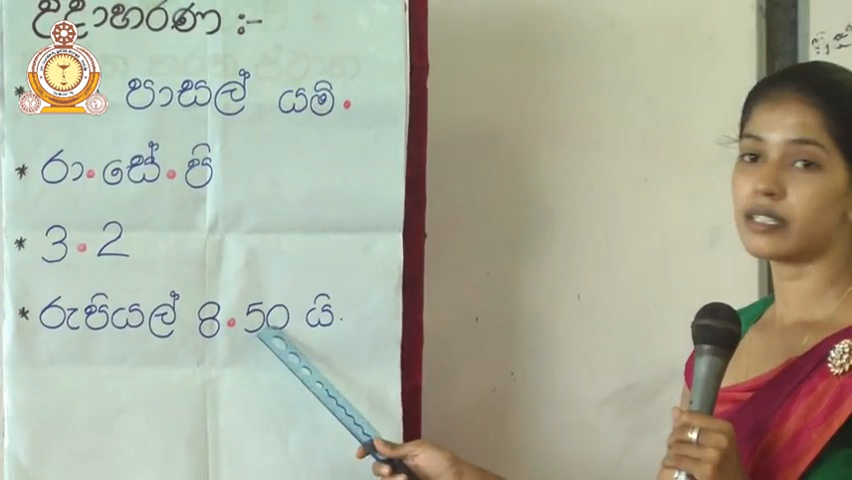 උදාහරණ :-
* පාසල් යමි.
* රා.සේ.පි
* 3.2
* රුපියල් 8.50 යි.